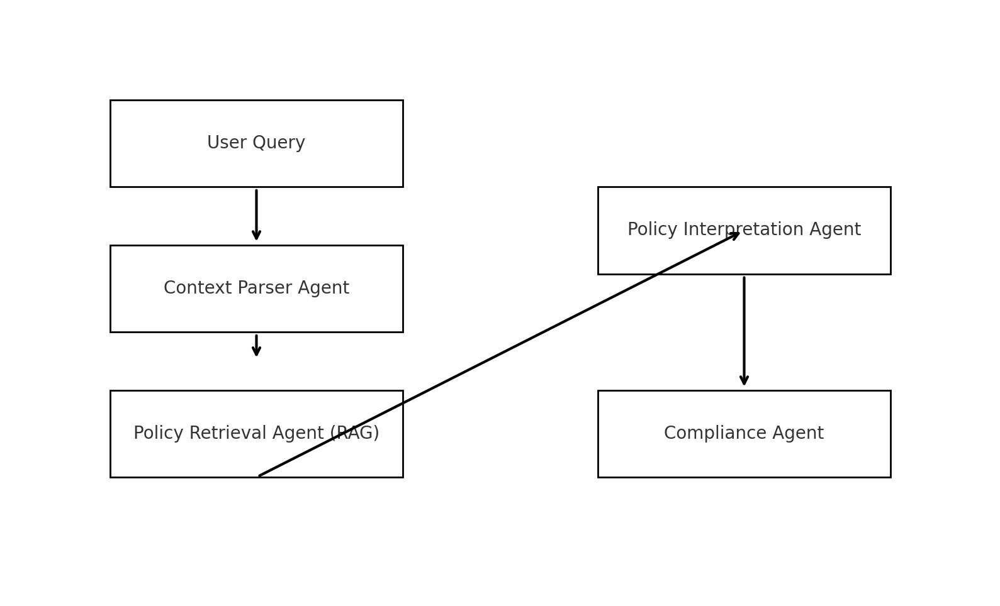 User Query
Context Parser Agent
Policy Retrieval Agent (RAG)
Policy Interpretation Agent
Compliance Agent